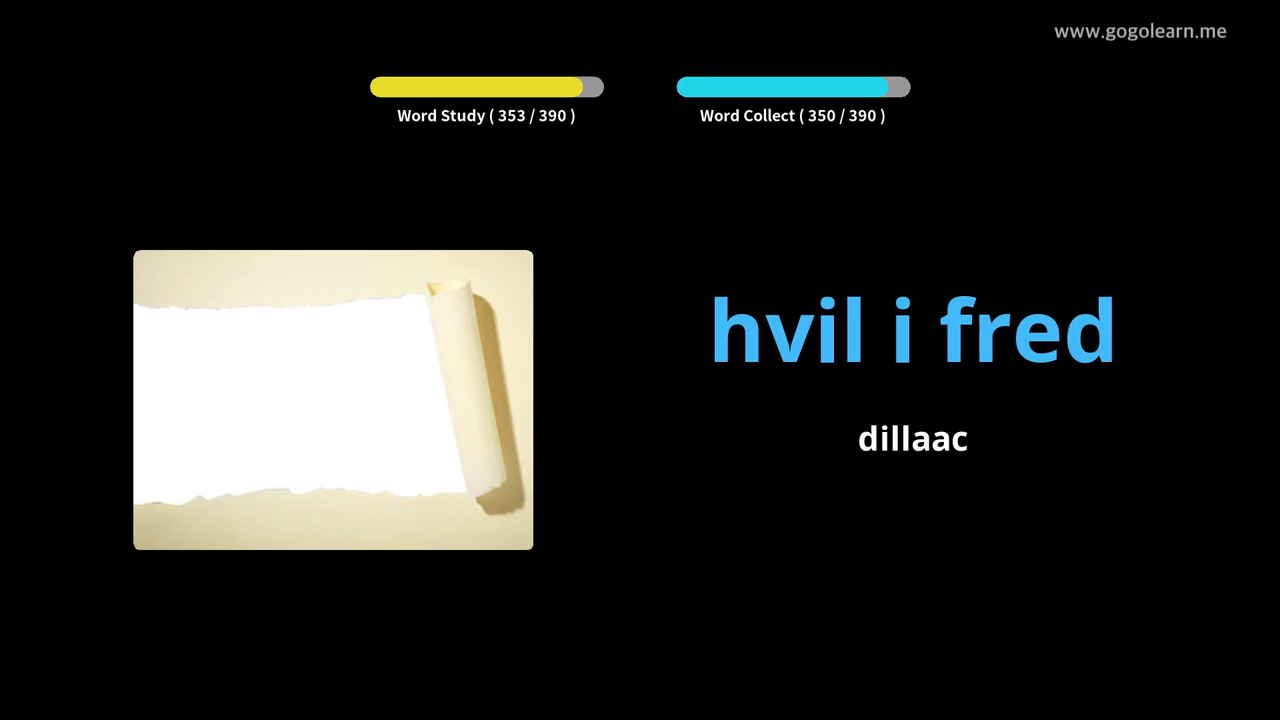 www.gogolearn.me
Word Study ( 353 / 390 )
Word Collect ( 350 / 390 )
hvil i fred
dillaac